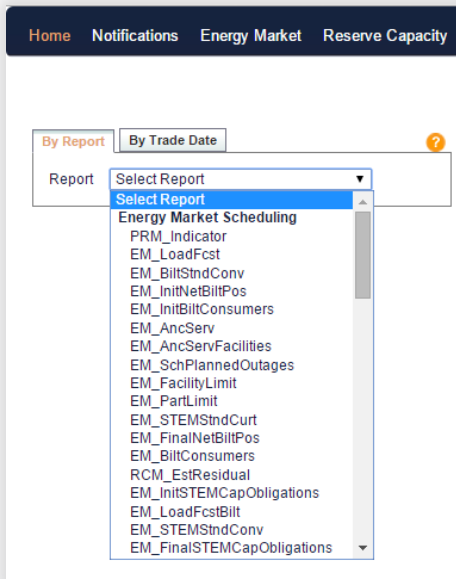 Home Notifications Energy Market Reserve Capacity
By Report By Trade Date ?
Report Select Report
Select Report
Energy Market Scheduling
PRM_Indicator
EM_LoadFcst
EM_BiltStndConv
EM_InitNetBiltPos
EM_InitBiltConsumers
EM_AncServ
EM_AncServFacilities
EM_SchPlannedOutages
EM_FacilityLimit
EM_PartLimit
EM_STEMStndCurt
EM_FinalNetBiltPos
EM_BiltConsumers
RCM_EstResidual
EM_InitSTEMCapObligations
EM_LoadFcstBilt
EM_STEMStndConv
EM_FinalSTEMCapObligations